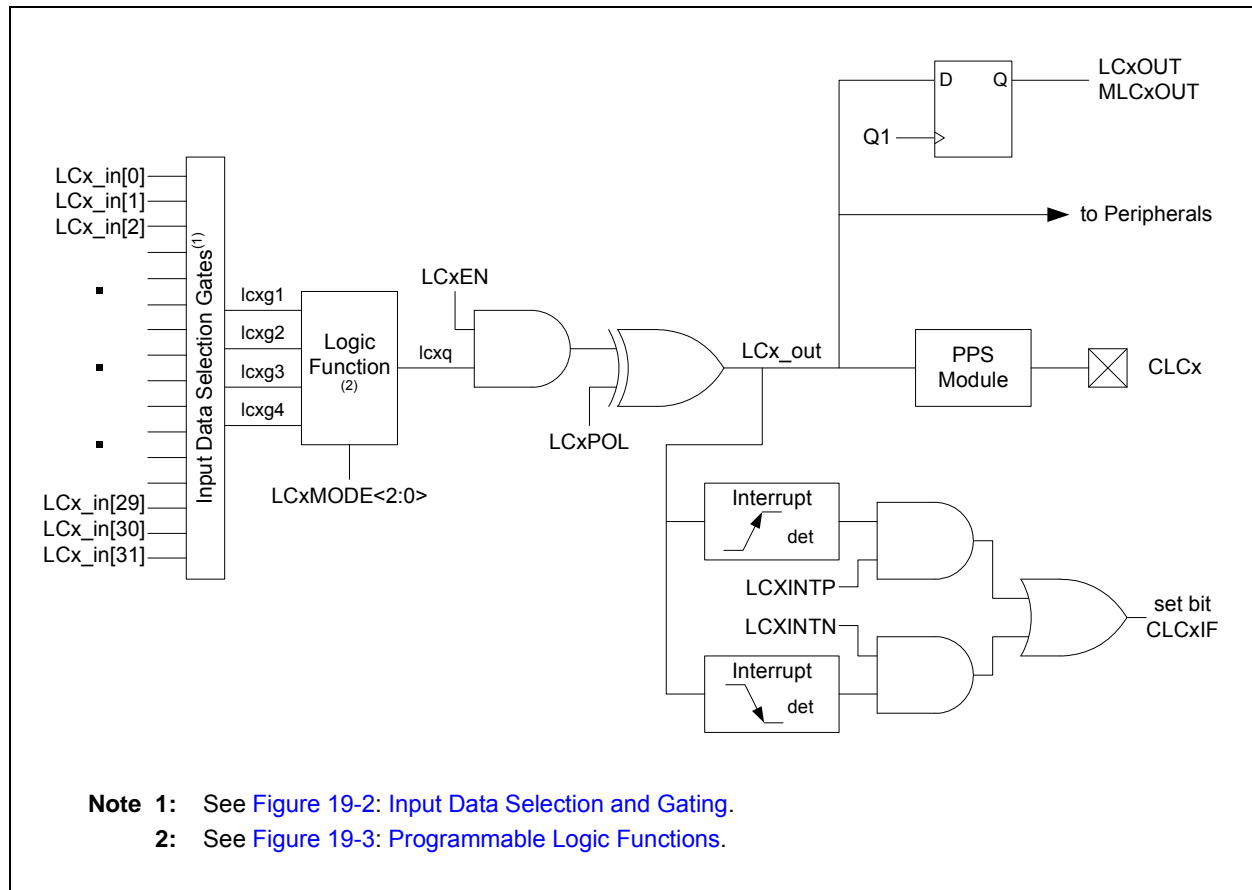 LCxOUT
MLCxOUT
D Q
Q1
to Peripherals
LCx_in[0]
LCx_in[1]
LCx_in[2]
LCx_in[29]
LCx_in[30]
LCx_in[31]
Input Data Selection Gates(1)
lcxg1
lcxg2
lcxg3
lcxg4
Logic
Function
(2)
LCxMODE<2:0>
lcxq
LCxEN
LCxPOL
LCx_out
PPS
Module
CLCx
Interrupt
det
LCXINTP
LCXINTN
Interrupt
det
set bit
CLCxIF
Note 1: See Figure 19-2: Input Data Selection and Gating.
2: See Figure 19-3: Programmable Logic Functions.